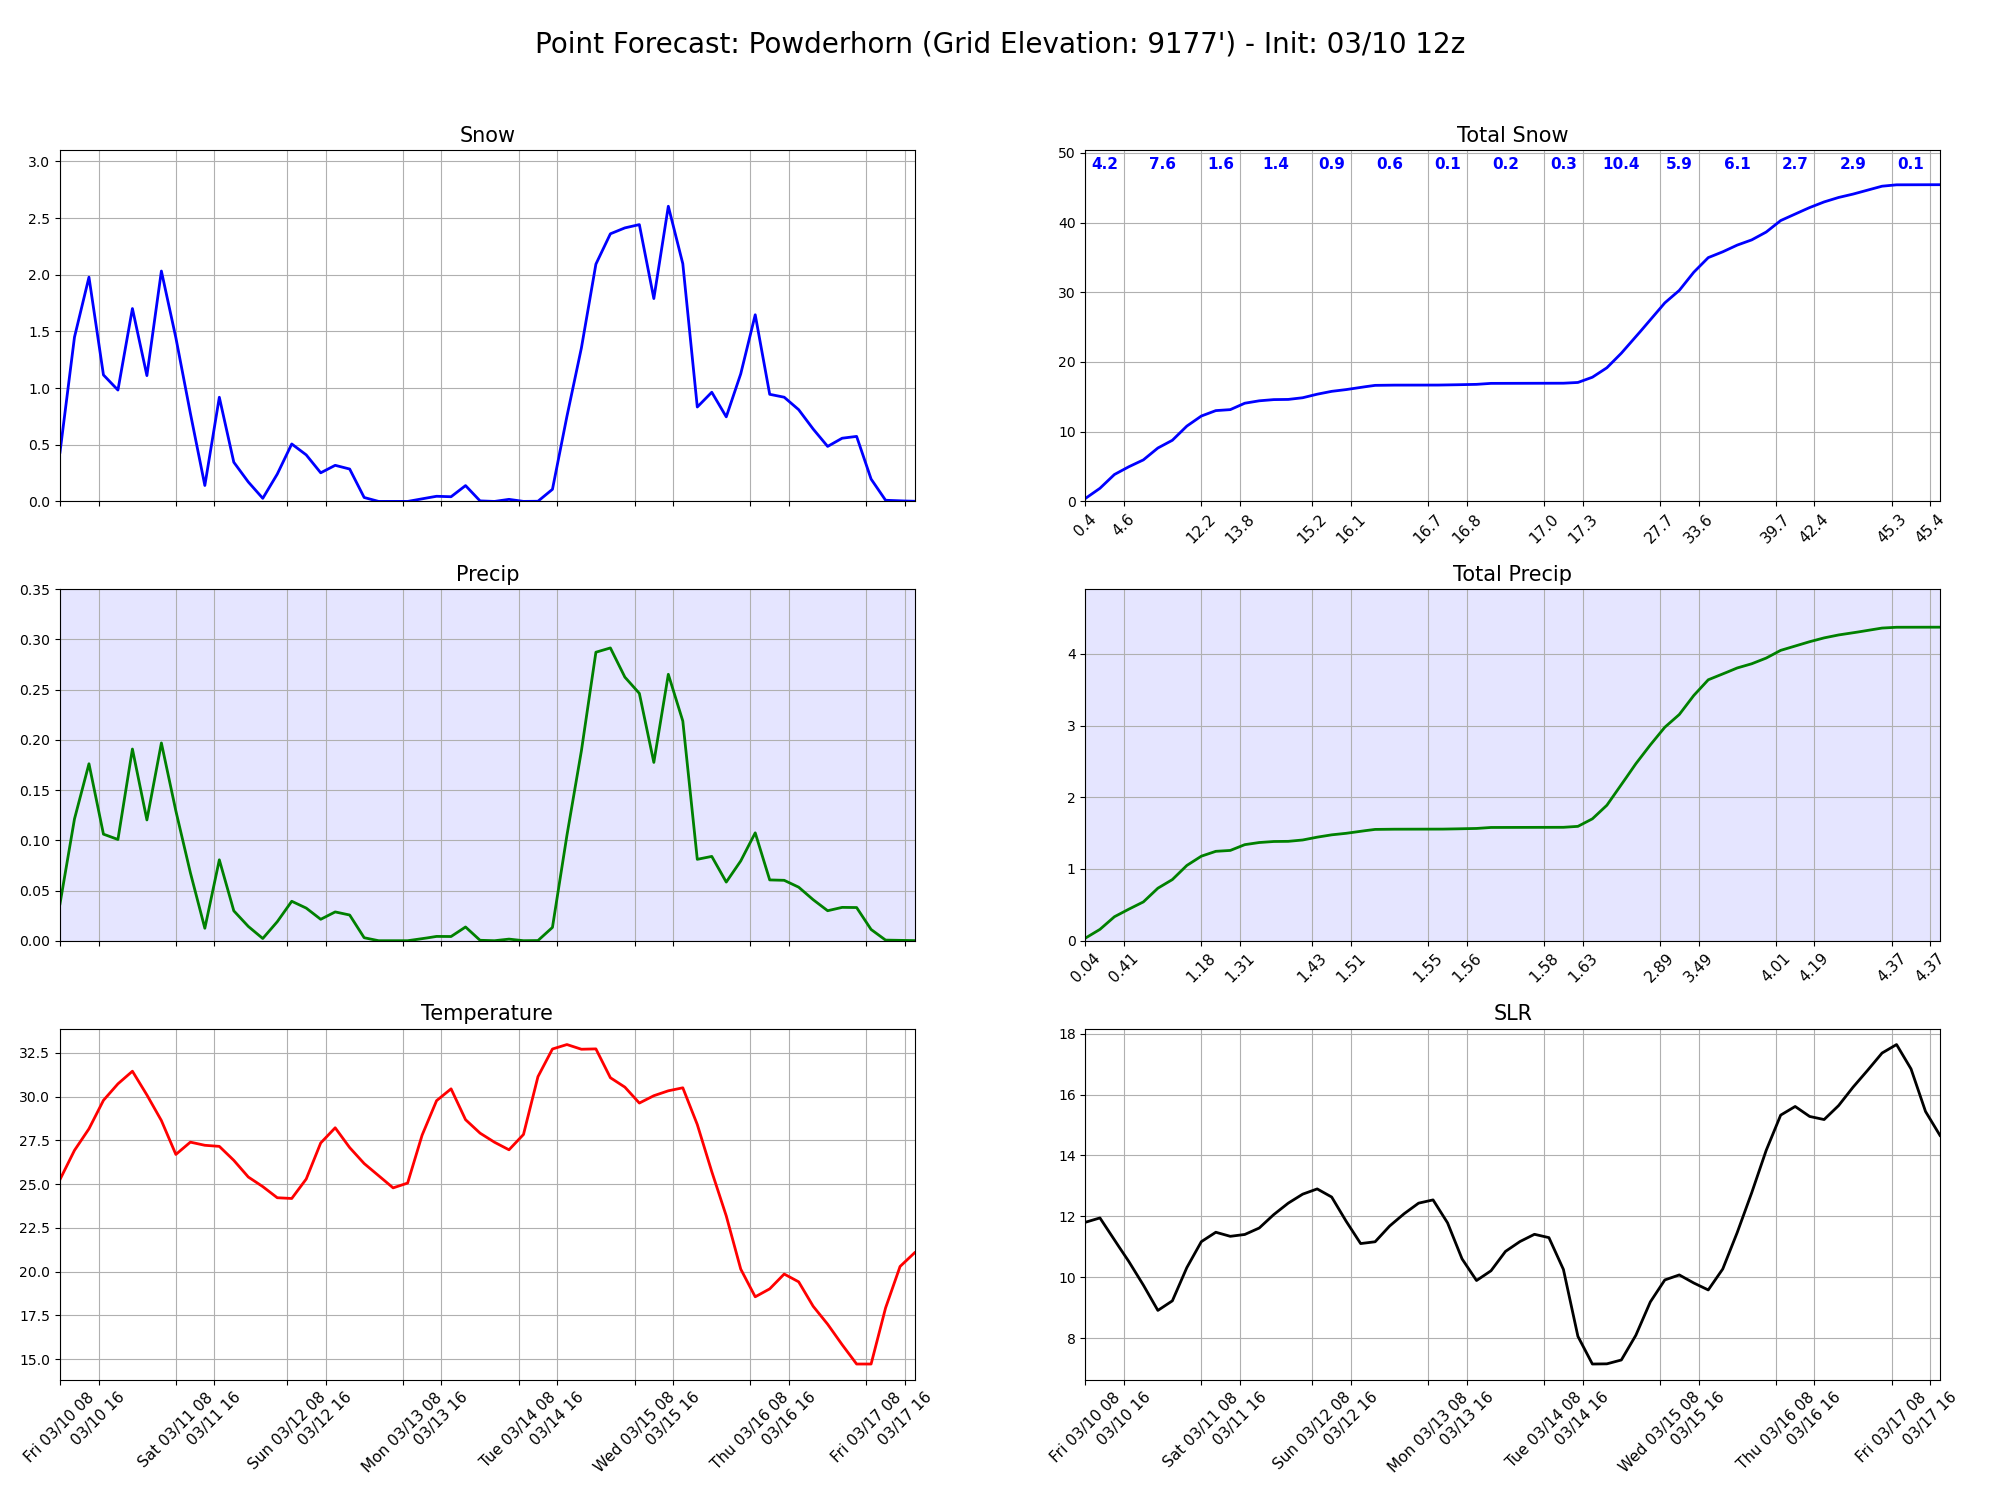 Point Forecast: Powderhorn (Grid Elevation: 9177') - Init: 03/10 12z
Snow
3.0
2.5
2.0
1.5
1.0
0.5
0.0
Total Snow
4.2 7.6 1.6 1.4 0.9 0.6 0.1 0.2 0.3 10.4 5.9 6.1 2.7 2.9 0.1
50
40
30
20
10
0
0.4 4.6 12.2 13.8 15.2 16.1 16.7 16.8 17.0 17.3 27.7 33.6 39.7 42.4 45.3 45.4
Precip
0.35
0.30
0.25
0.20
0.15
0.10
0.05
0.00
Total Precip
4
3
2
1
0
0.04 0.41 1.18 1.31 1.43 1.51 1.55 1.56 1.58 1.63 2.89 3.49 4.01 4.19 4.37 4.37
Temperature
32.5
30.0
27.5
25.0
22.5
20.0
17.5
15.0
Fri 03/10 08
03/10 16
Sat 03/11 08
03/11 16
Sun 03/12 08
03/12 16
Mon 03/13 08
03/13 16
Tue 03/14 08
03/14 16
Wed 03/15 08
03/15 16
Thu 03/16 08
03/16 16
Fri 03/17 08
03/17 16
SLR
18
16
14
12
10
8
Fri 03/10 08
03/10 16
Sat 03/11 08
03/11 16
Sun 03/12 08
03/12 16
Mon 03/13 08
03/13 16
Tue 03/14 08
03/14 16
Wed 03/15 08
03/15 16
Thu 03/16 08
03/16 16
Fri 03/17 08
03/17 16